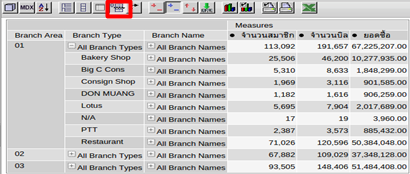 MDX
Measures
Branch Area Branch Type Branch Name จำนวนสมาชิก จำนวนบิล ยอดซื้อ
01 All Branch Types All Branch Names 113,092 191,657 67,225,207.00
Bakery Shop All Branch Names 25,506 46,200 10,277,935.00
Big C Cons All Branch Names 5,310 8,633 1,848,299.00
Consign Shop All Branch Names 1,969 3,116 901,585.00
DON MUANG All Branch Names 1,182 1,616 906,259.00
Lotus All Branch Names 5,695 7,904 2,017,689.00
N/A All Branch Names 17 19 3,960.00
PTT All Branch Names 2,387 3,573 885,432.00
Restaurant All Branch Names 71,026 120,596 50,384,048.00
02 All Branch Types All Branch Names 67,882 109,029 37,348,128.00
03 All Branch Types All Branch Names 93,505 148,406 51,484,408.00